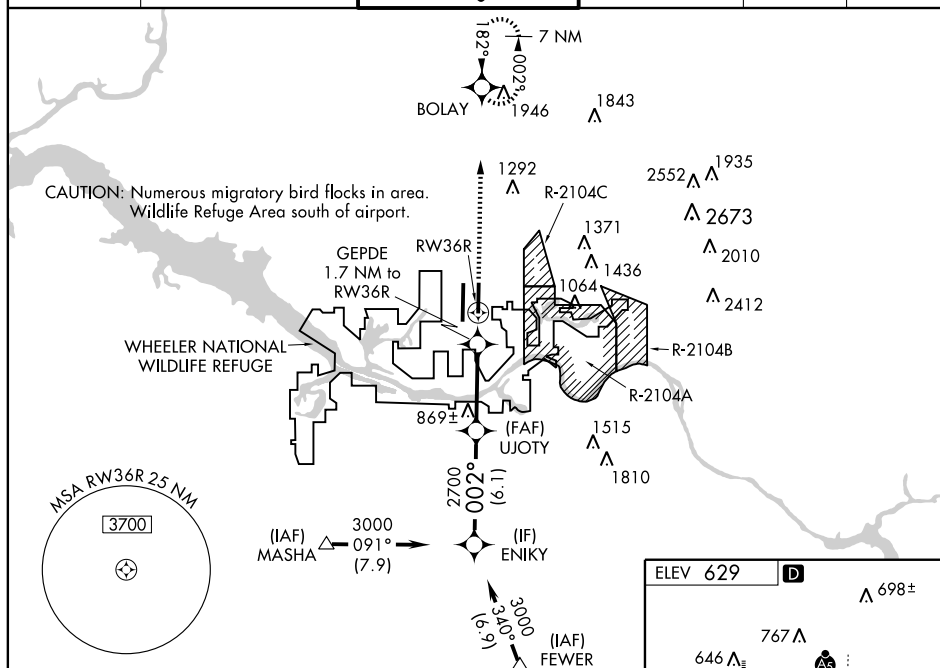 7 NM
182°
002°
BOLAY
1946
1843
1292
2552
1935
2673
2010
2412
CAUTION: Numerous migratory bird flocks in area.
Wildlife Refuge Area south of airport.
R-2104C
GEPDE
1.7 NM to
RW36R
RW36R
1371
1436
1064
WHEELER NATIONAL
WILDLIFE REFUGE
R-2104B
R-2104A
869±
(FAF)
UJOTY
1515
1810
2700
002°
(6.1)
MSA RW36R 25 NM
3700
(IAF)
MASHA
3000
091°
(7.9)
(IF)
ENIKY
3000
340°
(6.9)
(IAF)
FEWER
ELEV 629
D
698±
767
646
A5